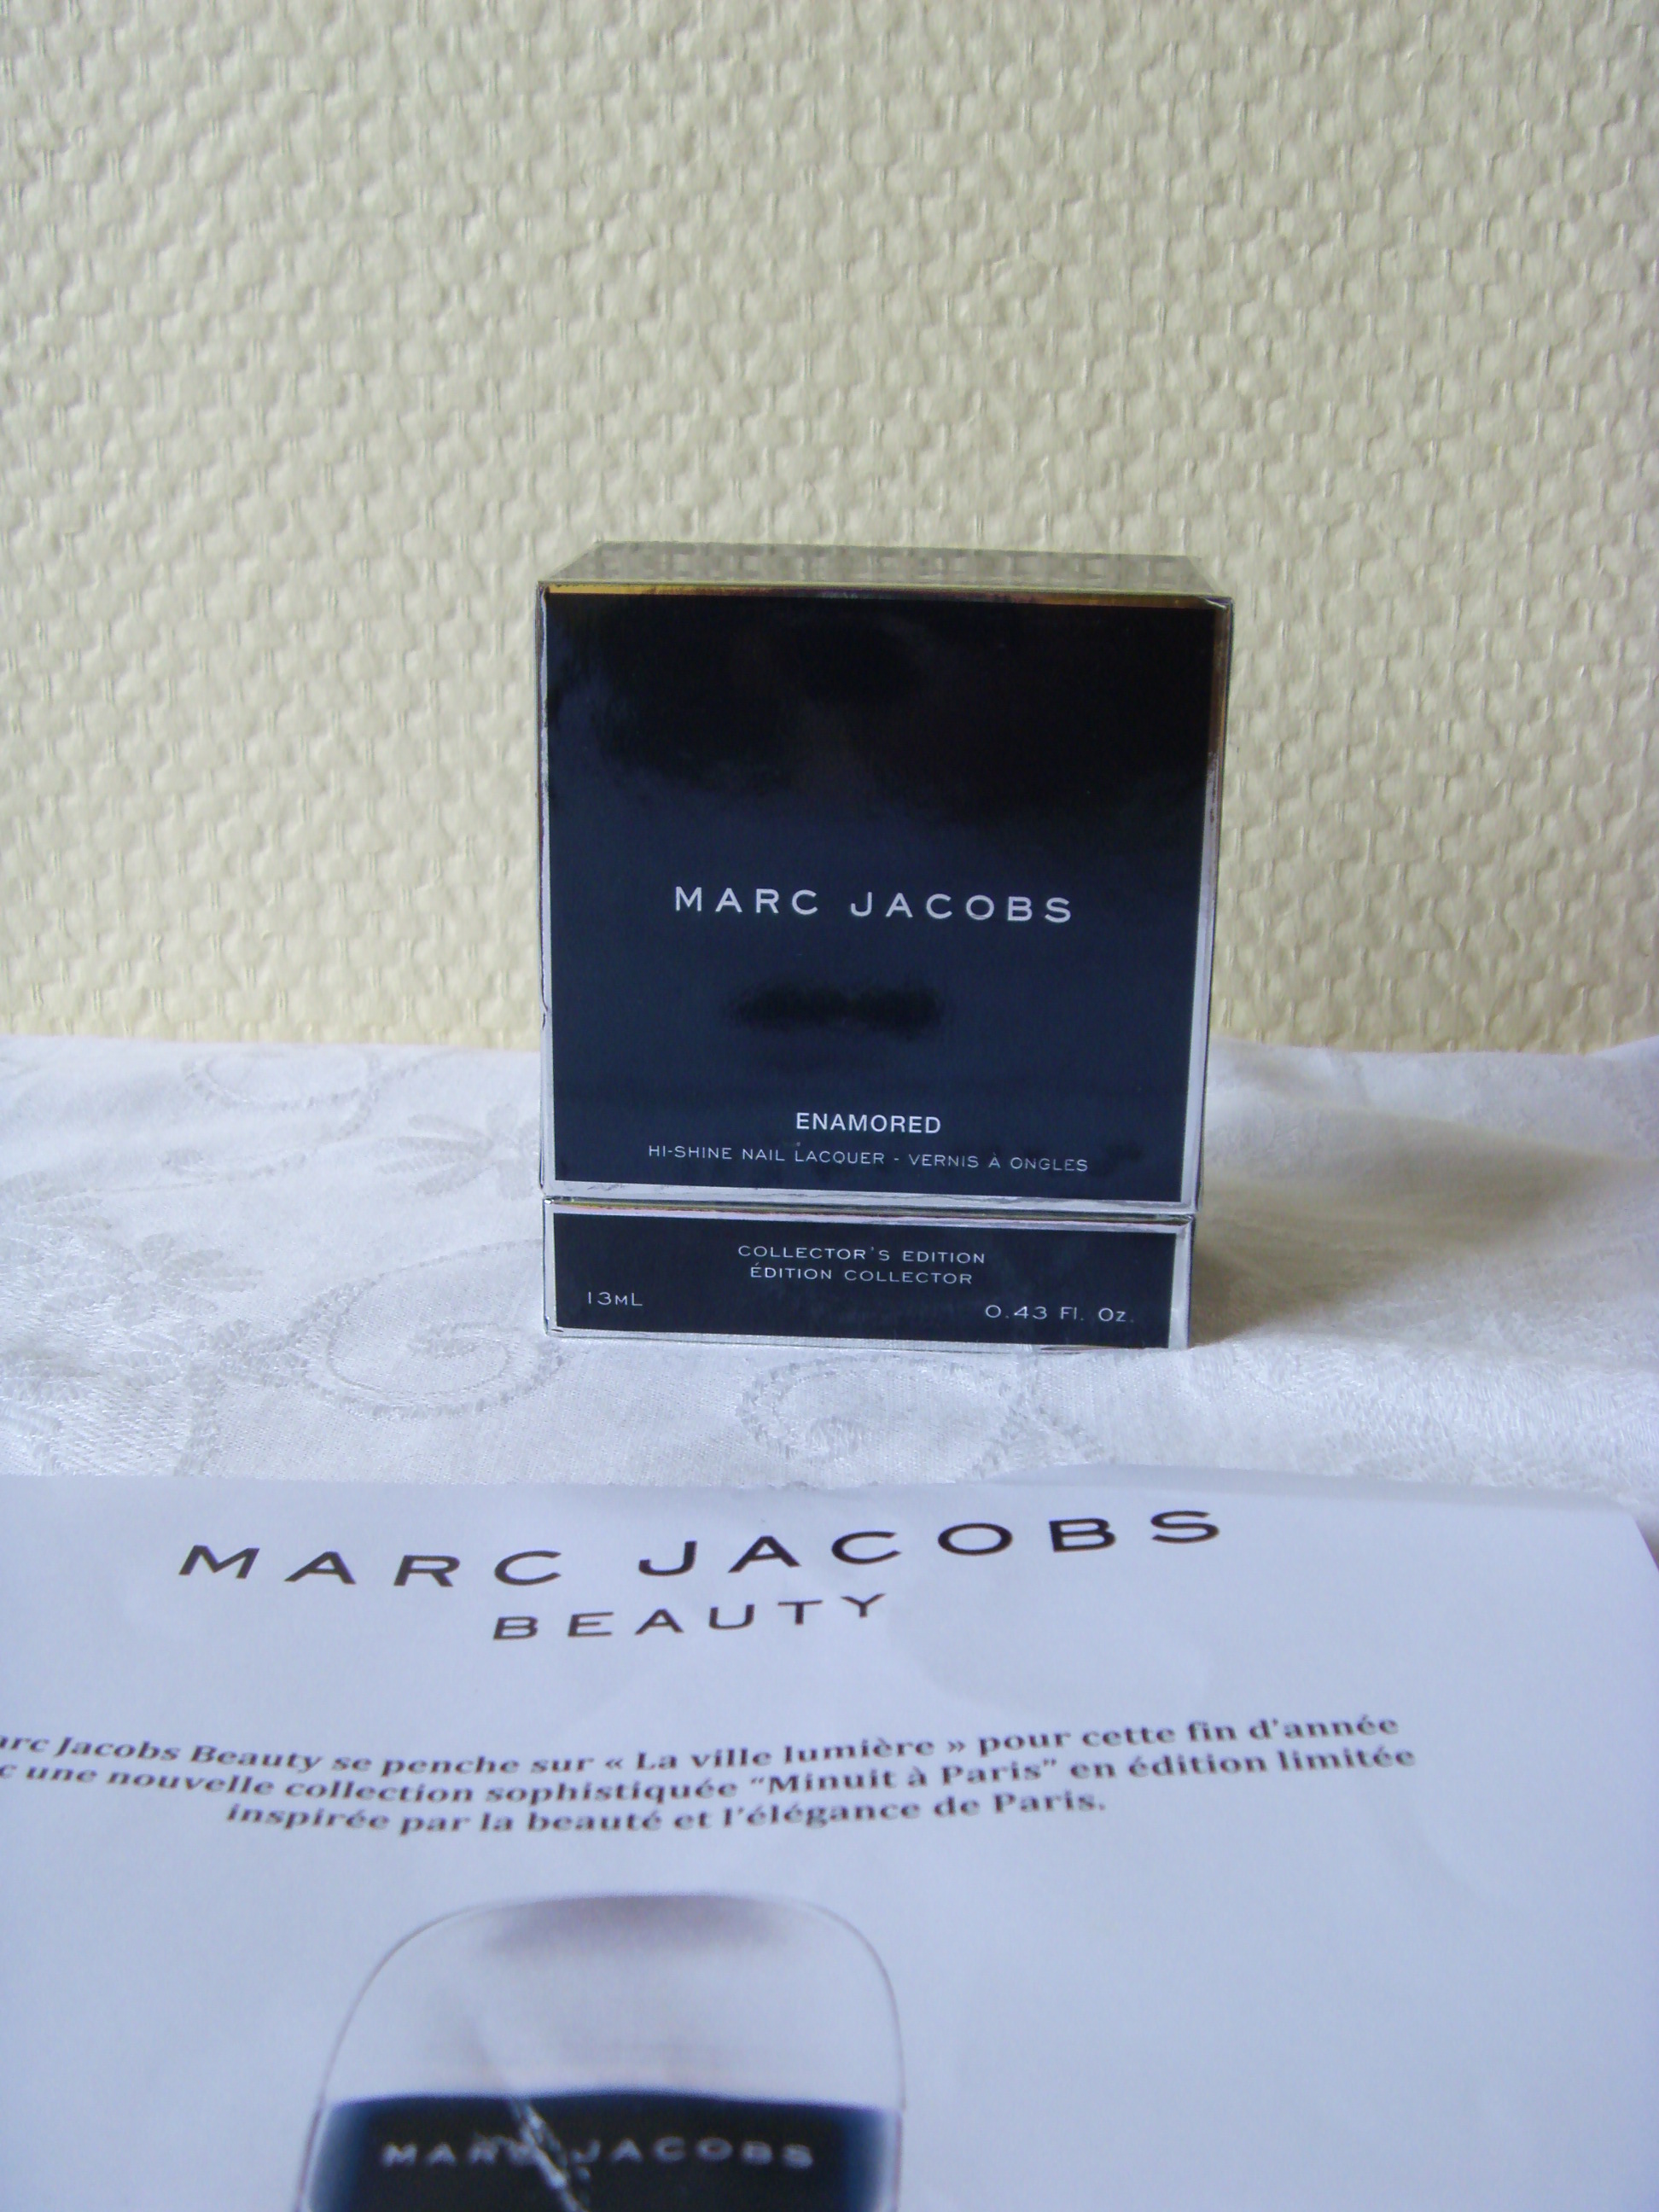 MARC JACOBS
ENAMORED
HI-SHINE NAIL LACQUER - VERNIS À ONGLES
COLLECTOR'S EDITION
ÉDITION COLLECTOR
13ML
0.43 Fl. Oz.
MARC JACOBS
BEAUTY
arc Jacobs Beauty se penche sur « La ville lumière » pour cette fin d'année
c une nouvelle collection sophistiquée “Minuit à Paris” en édition limitée
inspirée par la beauté et l'élégance de Paris.
MARC JACOBS